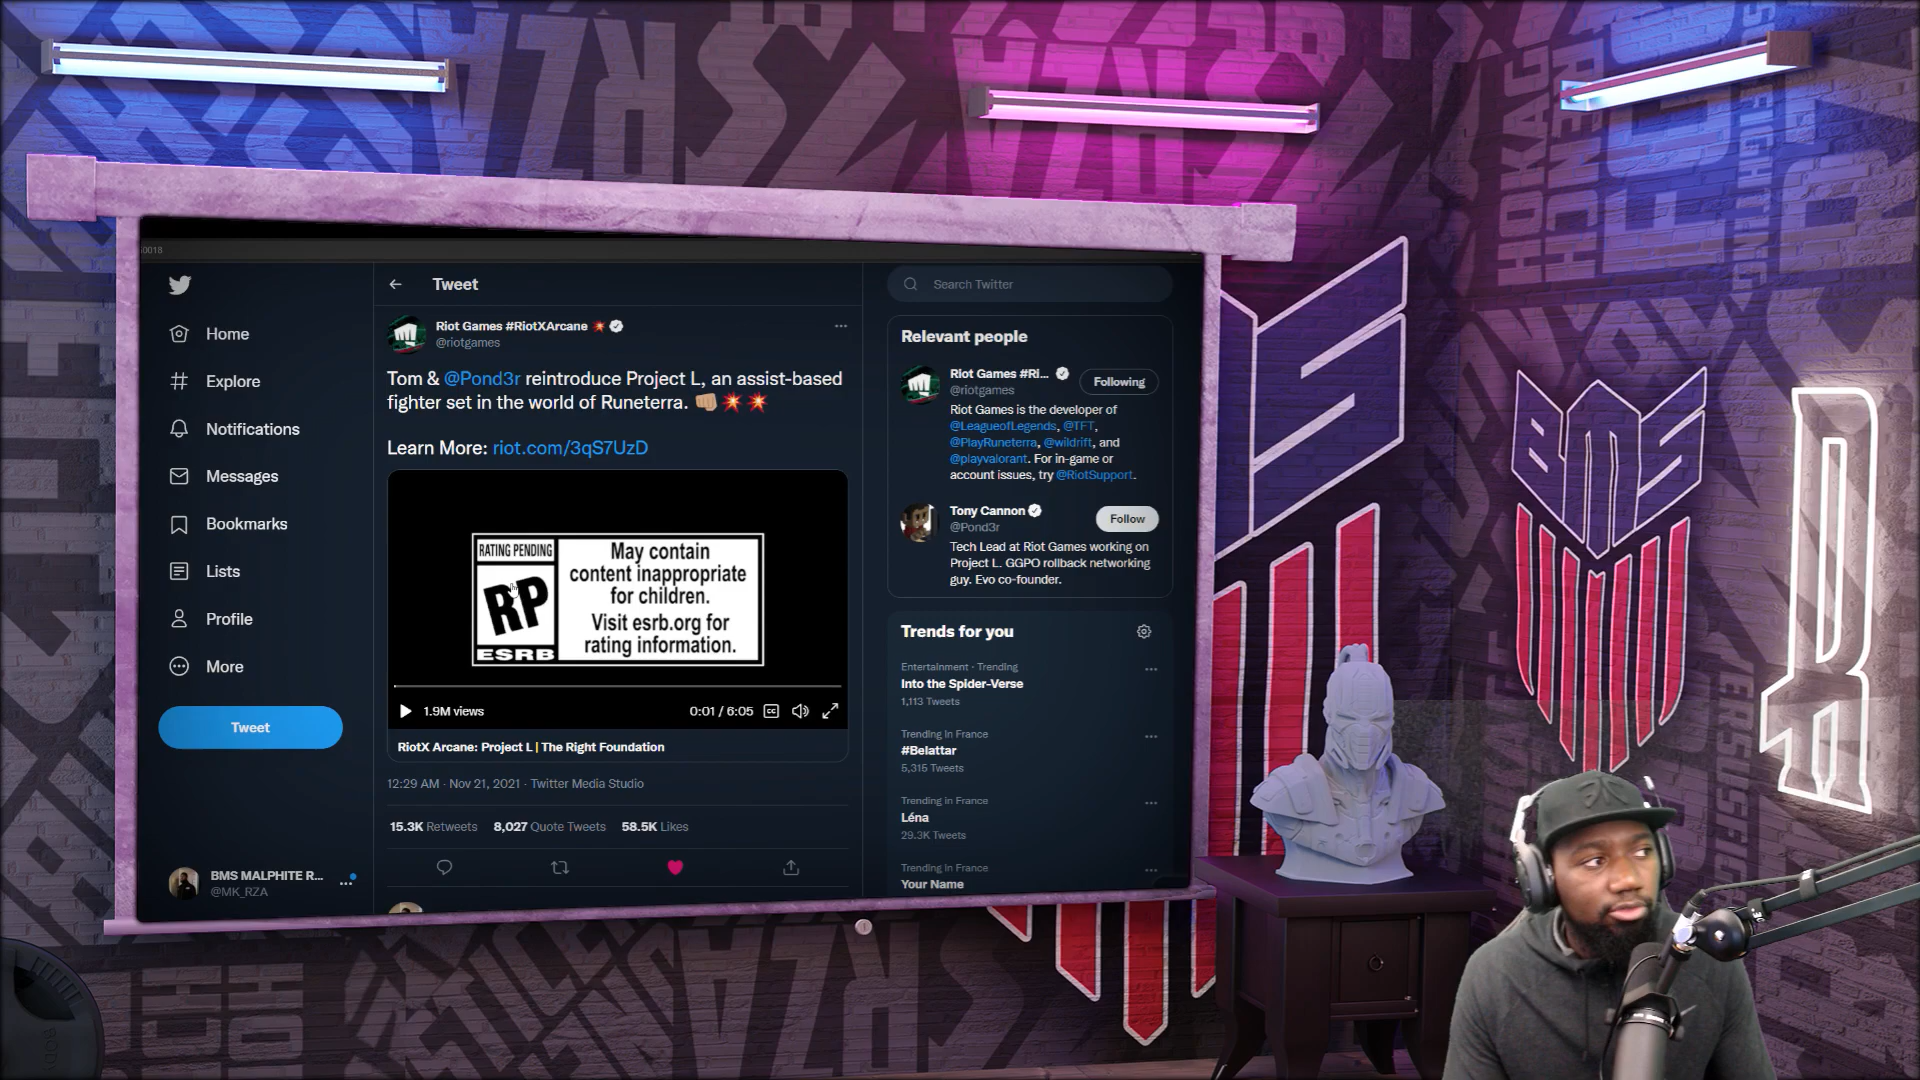 Tweet
Search Twitter
Home
Explore
Notifications
Messages
Bookmarks
Lists
Profile
More
Tweet
BMS MALPHITE R...
@MK_RZA
Riot Games #RiotXArcane 💥
@riotgames
Tom & @Pond3r reintroduce Project L, an assist-based
fighter set in the world of Runeterra. 👊🏼💥💥
Learn More: riot.com/3qS7UzD
RATING PENDING
RP
ESRB
May contain
content inappropriate
for children.
Visit esrb.org for
rating information.
1.9M views
0:01 / 6:05
CC
RiotX Arcane: Project L | The Right Foundation
12:29 AM · Nov 21, 2021 · Twitter Media Studio
15.3K Retweets 8,027 Quote Tweets 58.5K Likes
Relevant people
Riot Games #Ri...
@riotgames
Following
Riot Games is the developer of
@LeagueofLegends, @TFT,
@PlayRuneterra, @wildrift, and
@playvalorant. For in-game or
account issues, try @RiotSupport.
Tony Cannon
@Pond3r
Follow
Tech Lead at Riot Games working on
Project L. GGPO rollback networking
guy. Evo co-founder.
Trends for you
Entertainment · Trending
Into the Spider-Verse
1,113 Tweets
Trending in France
#Belattar
5,315 Tweets
Trending in France
Léna
29.3K Tweets
Trending in France
Your Name
BMS